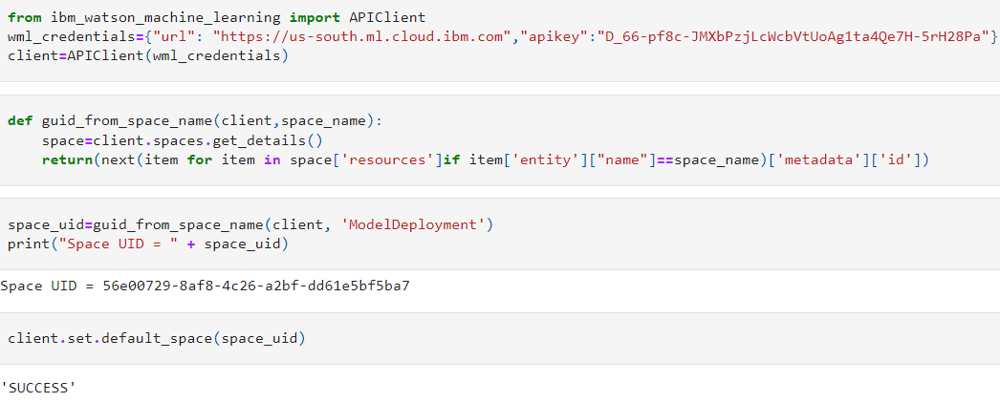 from ibm_watson_machine_learning import APIClient
wml_credentials={"url": "https://us-south.ml.cloud.ibm.com","apikey":"D_66-pf8c-JMXbPzjLcWcbVtUoAg1ta4Qe7H-5rH28Pa"}
client=APIClient(wml_credentials)
def guid_from_space_name(client,space_name):
    space=client.spaces.get_details()
    return(next(item for item in space['resources']if item['entity']["name"]==space_name)['metadata']['id'])
space_uid=guid_from_space_name(client, 'ModelDeployment')
print("Space UID = " + space_uid)
Space UID = 56e00729-8af8-4c26-a2bf-dd61e5bf5ba7
client.set.default_space(space_uid)
'SUCCESS'